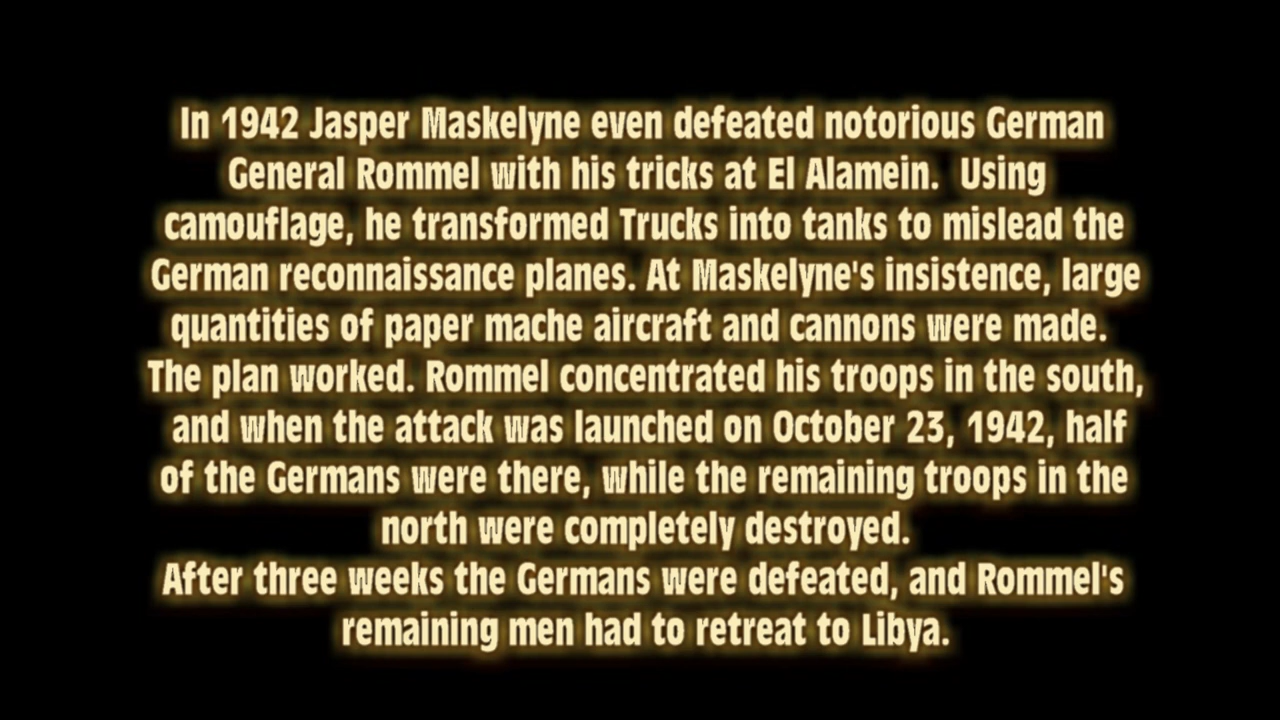 In 1942 Jasper Maskelyne even defeated notorious German
General Rommel with his tricks at El Alamein.  Using
camouflage, he transformed Trucks into tanks to mislead the
German reconnaissance planes. At Maskelyne's insistence, large
quantities of paper mache aircraft and cannons were made.
The plan worked. Rommel concentrated his troops in the south,
and when the attack was launched on October 23, 1942, half
of the Germans were there, while the remaining troops in the
north were completely destroyed.
After three weeks the Germans were defeated, and Rommel's
remaining men had to retreat to Libya.